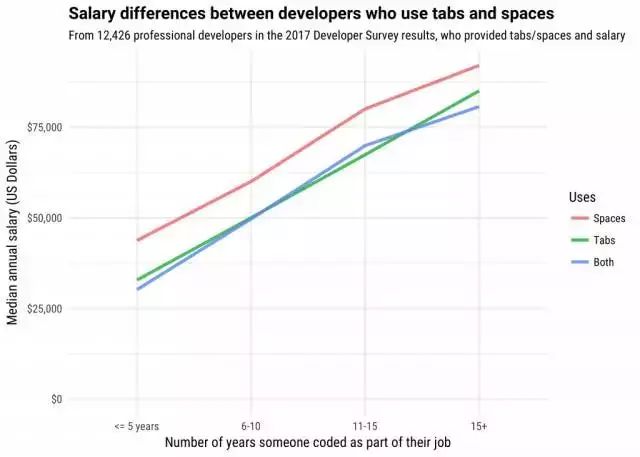 Salary differences between developers who use tabs and spaces
From 12,426 professional developers in the 2017 Developer Survey results, who provided tabs/spaces and salary
Median annual salary (US Dollars)
$75,000
$50,000
$25,000
$0
<= 5 years
6-10
11-15
15+
Number of years someone coded as part of their job
Uses
Spaces
Tabs
Both